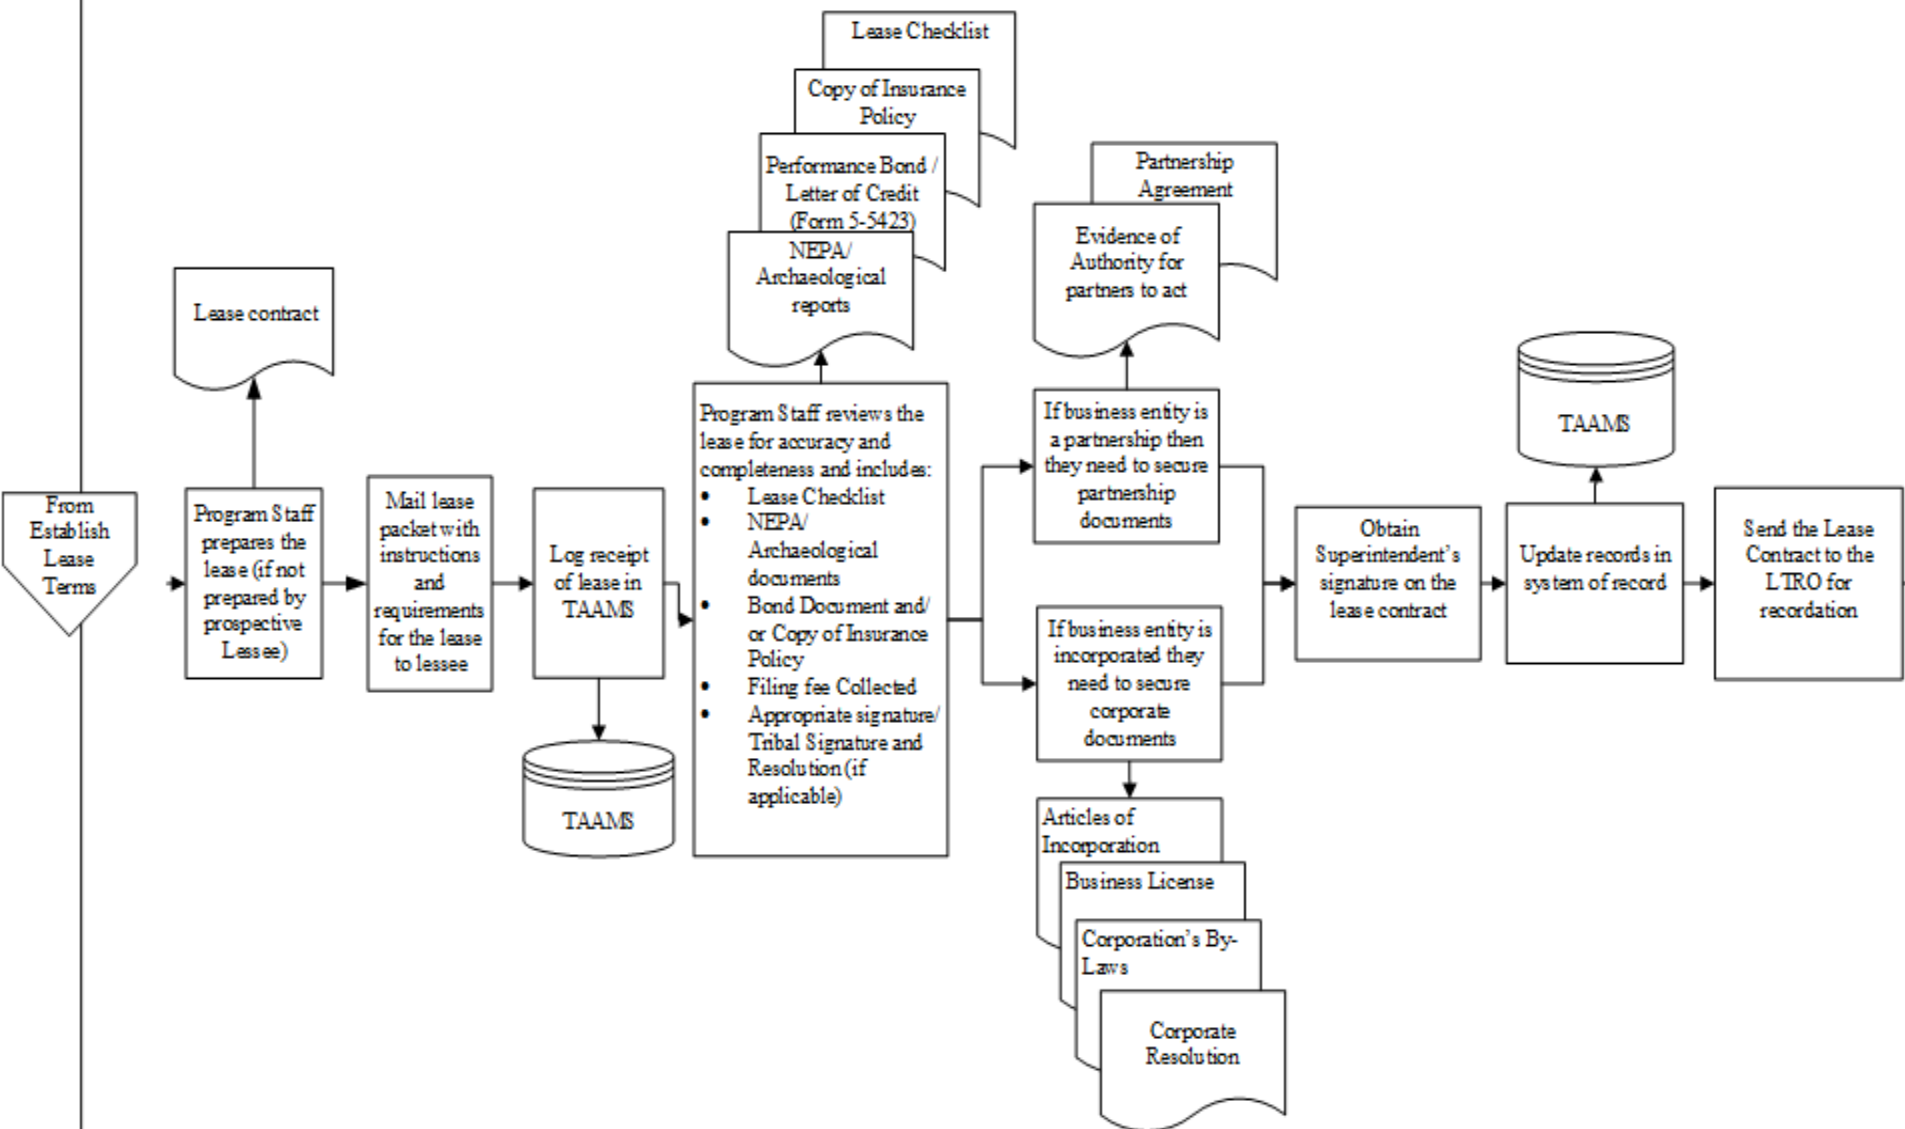 From
Establish
Lease
Terms
Lease contract
Program Staff
prepares the
lease (if not
prepared by
prospective
Lessee)
Mail lease
packet with
instructions
and
requirements
for the lease
to lessee
Log receipt
of lease in
TAAMS
TAAMS
Lease Checklist
Copy of Insurance
Policy
Performance Bond /
Letter of Credit
(Form 5-5423)
NEPA/
Archaeological
reports
Program Staff reviews the
lease for accuracy and
completeness and includes:
• Lease Checklist
• NEPA/
Archaeological
documents
• Bond Document and/
or Copy of Insurance
Policy
• Filing fee Collected
• Appropriate signature/
Tribal Signature and
Resolution (if
applicable)
Partnership
Agreement
Evidence of
Authority for
partners to act
If business entity is
a partnership then
they need to secure
partnership
documents
If business entity is
incorporated they
need to secure
corporate
documents
Articles of
Incorporation
Business License
Corporation's By-
Laws
Corporate
Resolution
Obtain
Superintendent's
signature on the
lease contract
TAAMS
Update records in
system of record
Send the Lease
Contract to the
LTRO for
recordation